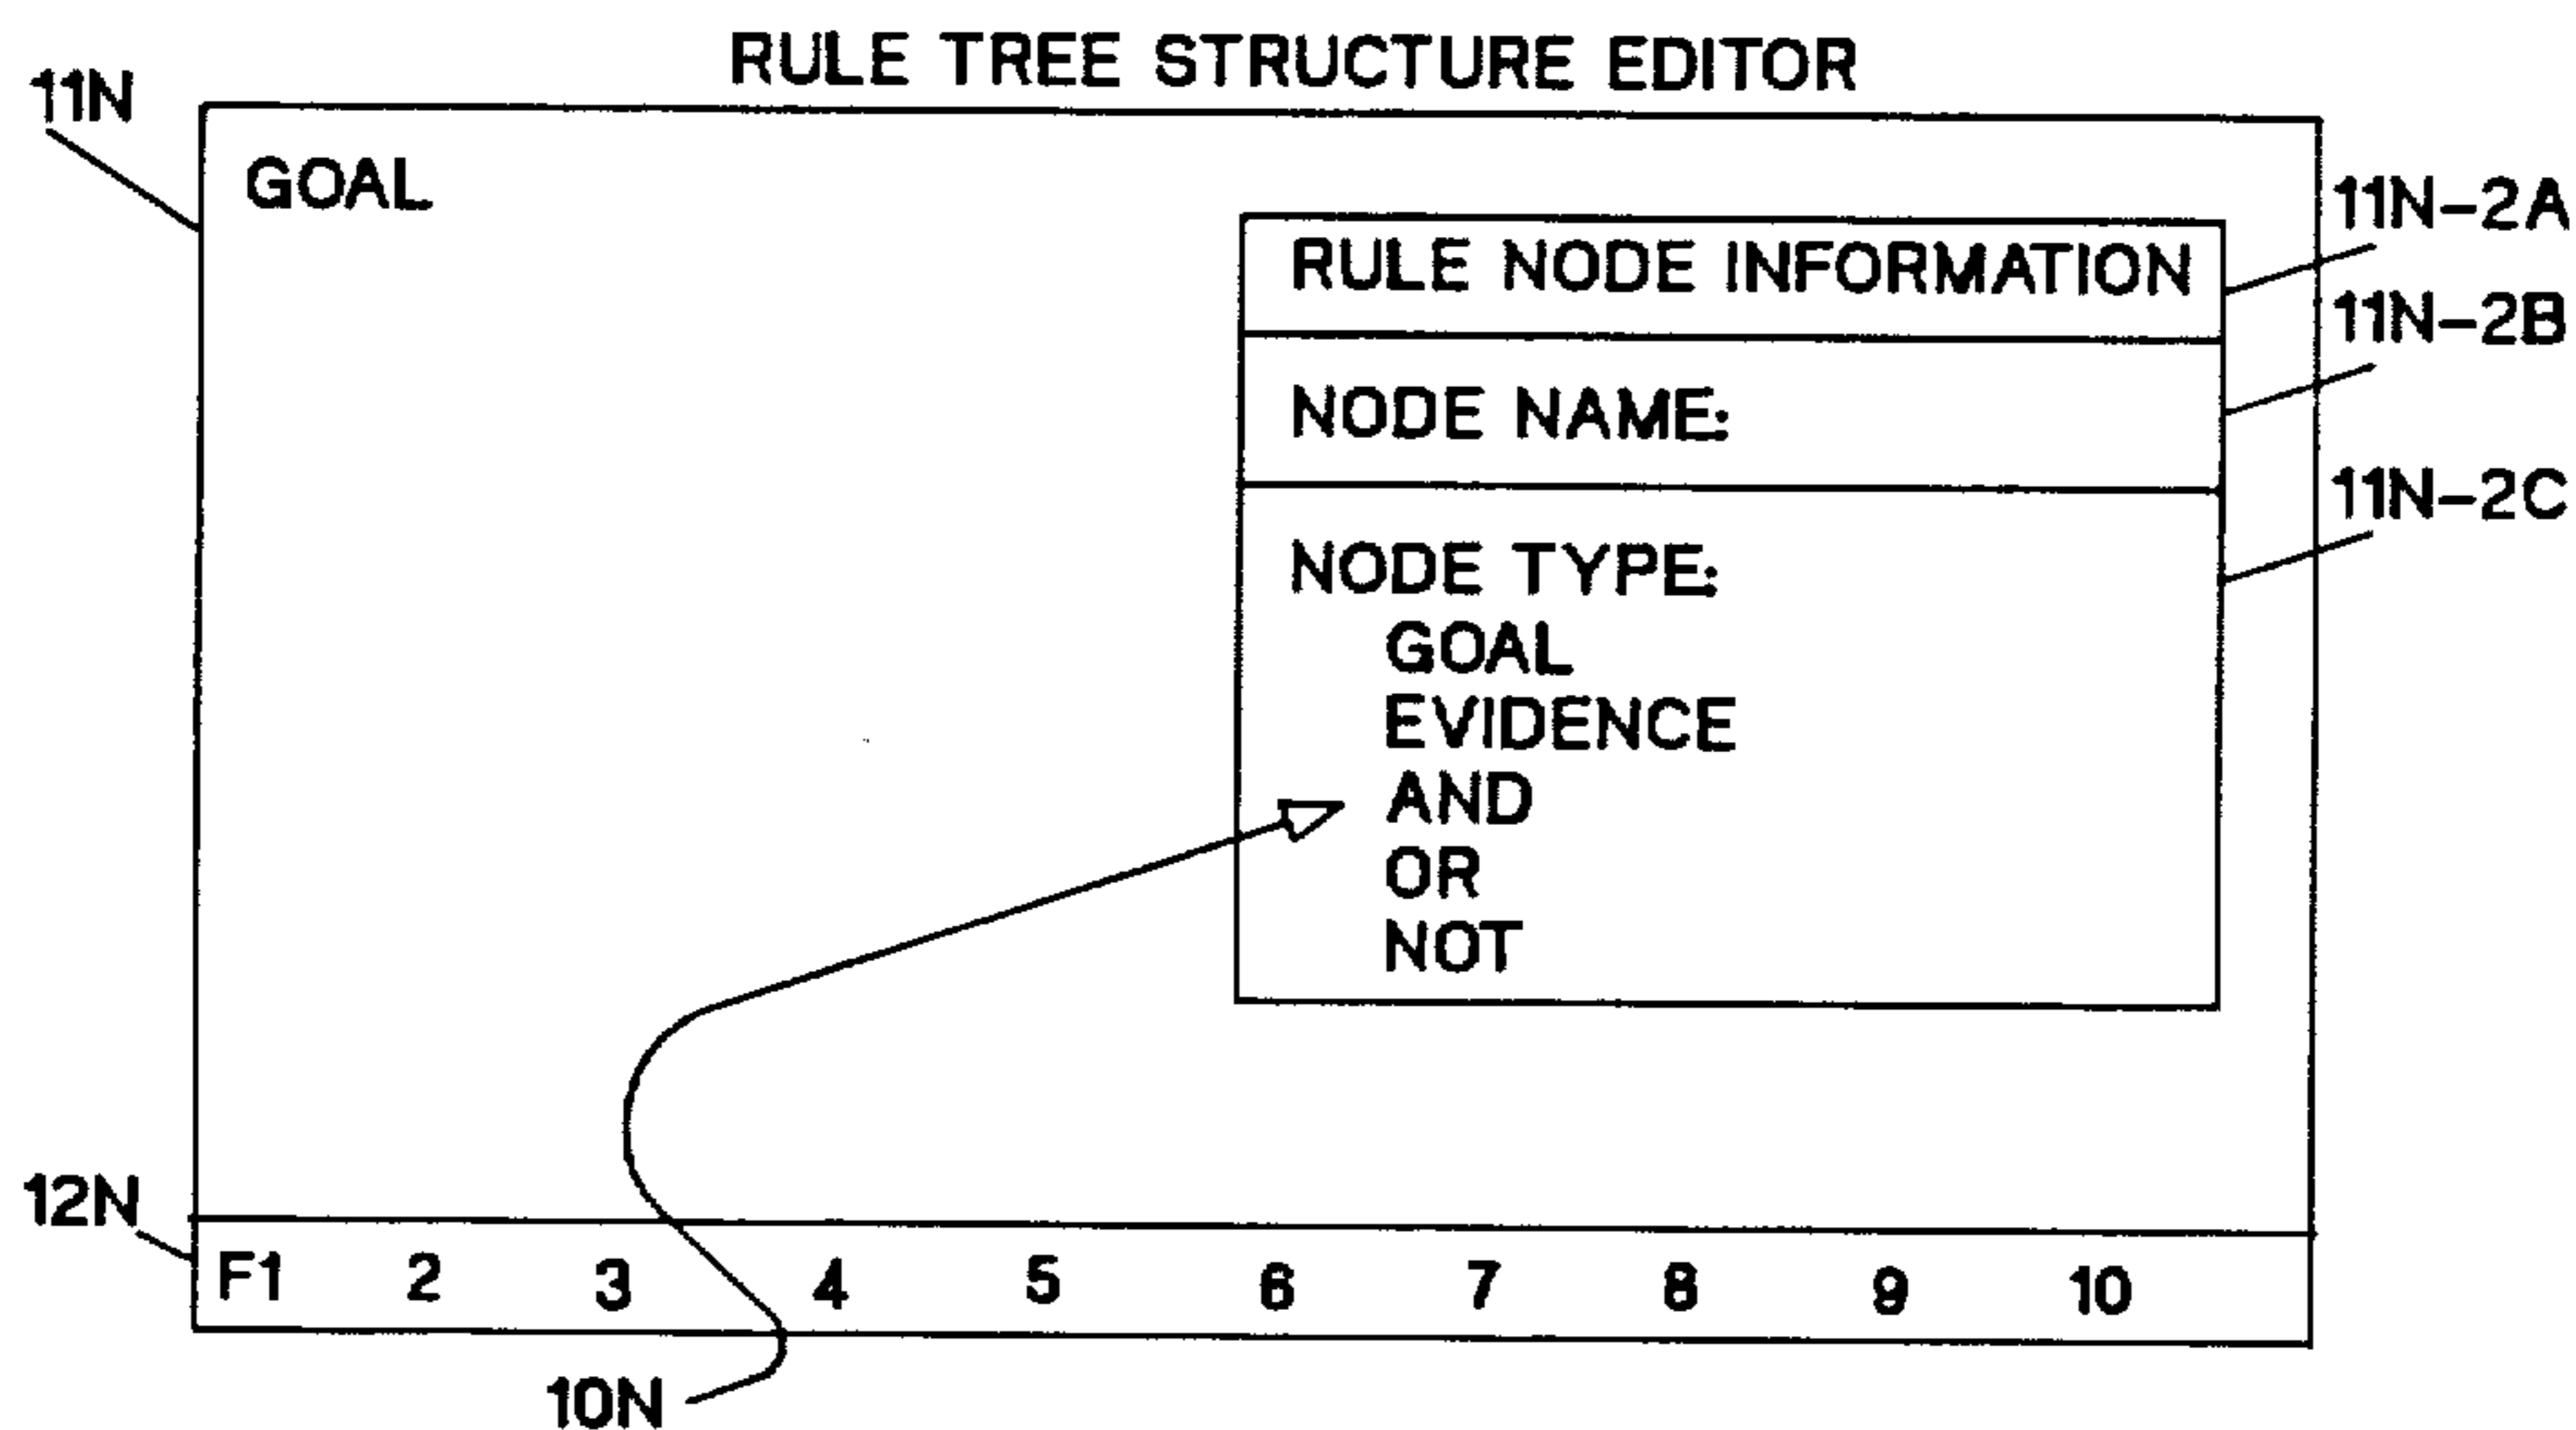 RULE TREE STRUCTURE EDITOR
11N
GOAL
11N-2A
RULE NODE INFORMATION
11N-2B
NODE NAME:
11N-2C
NODE TYPE:
GOAL
EVIDENCE
AND
OR
NOT
12N
F1 2 3 4 5 6 7 8 9 10
10N